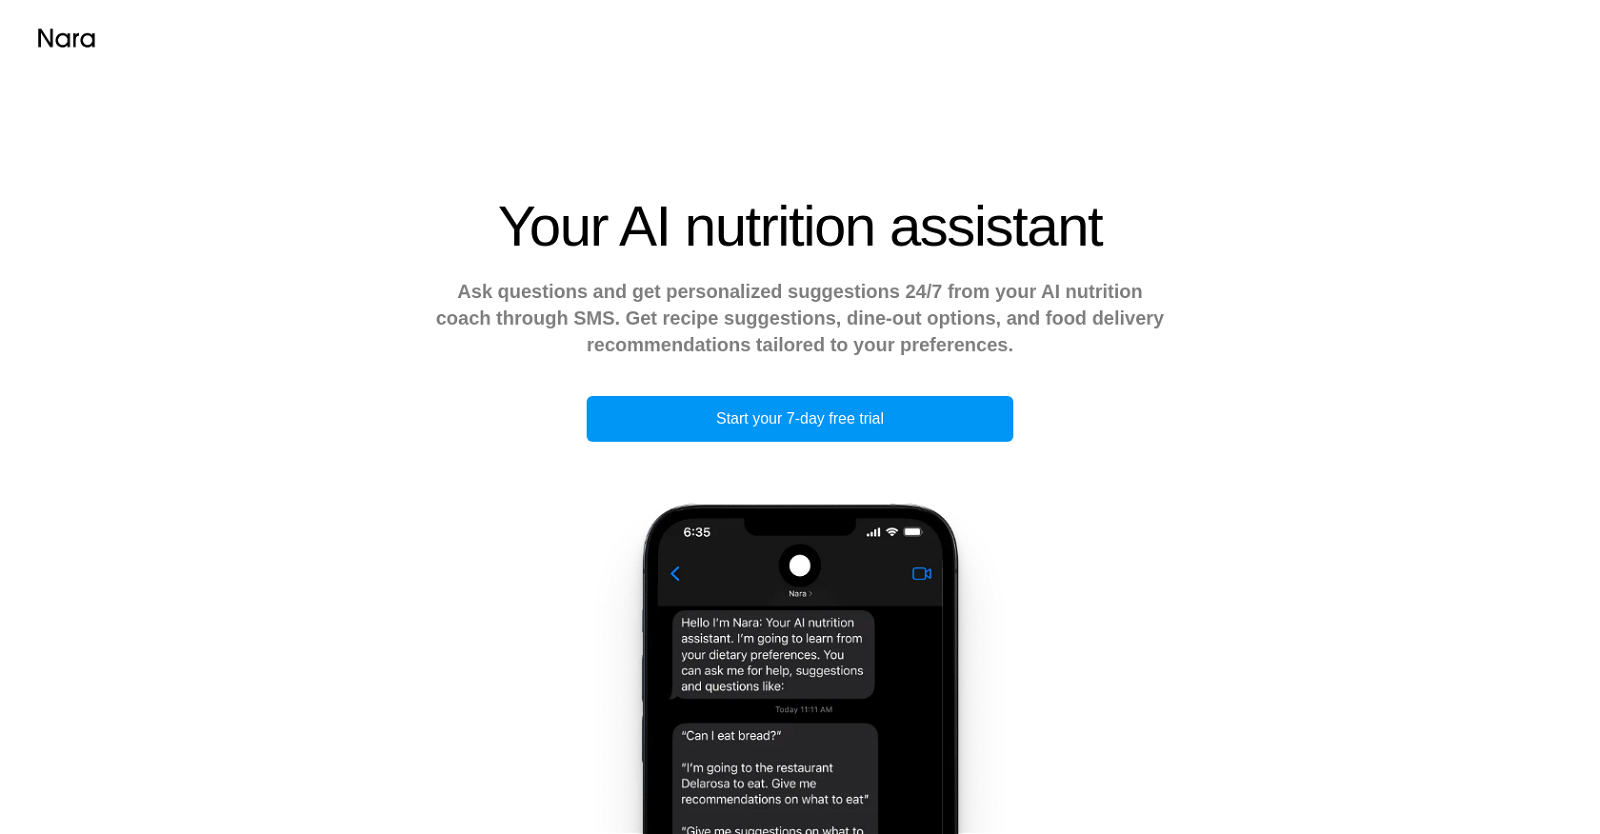 Nara
Your AI nutrition assistant
Ask questions and get personalized suggestions 24/7 from your AI nutrition
coach through SMS. Get recipe suggestions, dine-out options, and food delivery
recommendations tailored to your preferences.
Start your 7-day free trial
6:35
Nara
Hello I'm Nara: Your AI nutrition
assistant. I'm going to learn from
your dietary preferences. You
can ask me for help, suggestions
and questions like:
Today 11:11 AM
“Can I eat bread?”
“I'm going to the restaurant
Delarosa to eat. Give me
recommendations on what to eat”
“Give me suggestions on what to